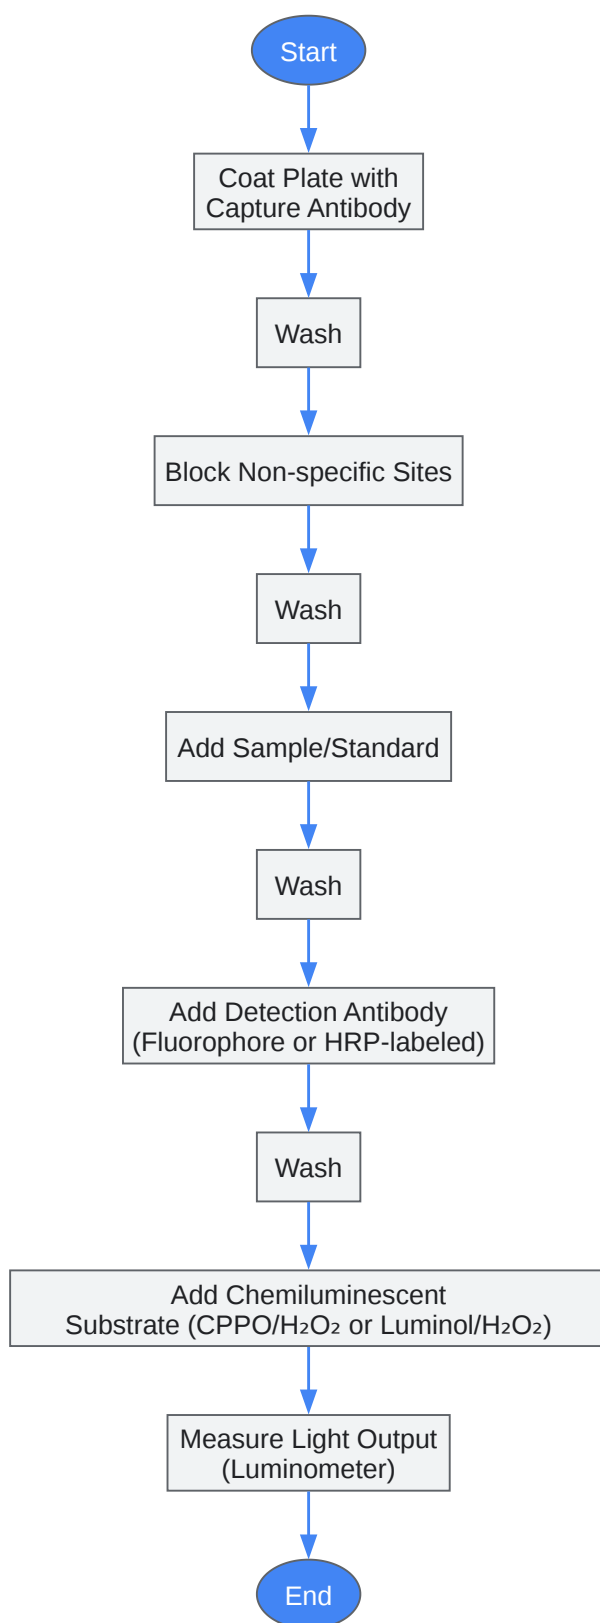 Start
Coat Plate with
Capture Antibody
Wash
Block Non-specific Sites
Wash
Add Sample/Standard
Wash
Add Detection Antibody
(Fluorophore or HRP-labeled)
Wash
Add Chemiluminescent
Substrate (CPPO/H₂O₂ or Luminol/H₂O₂)
Measure Light Output
(Luminometer)
End